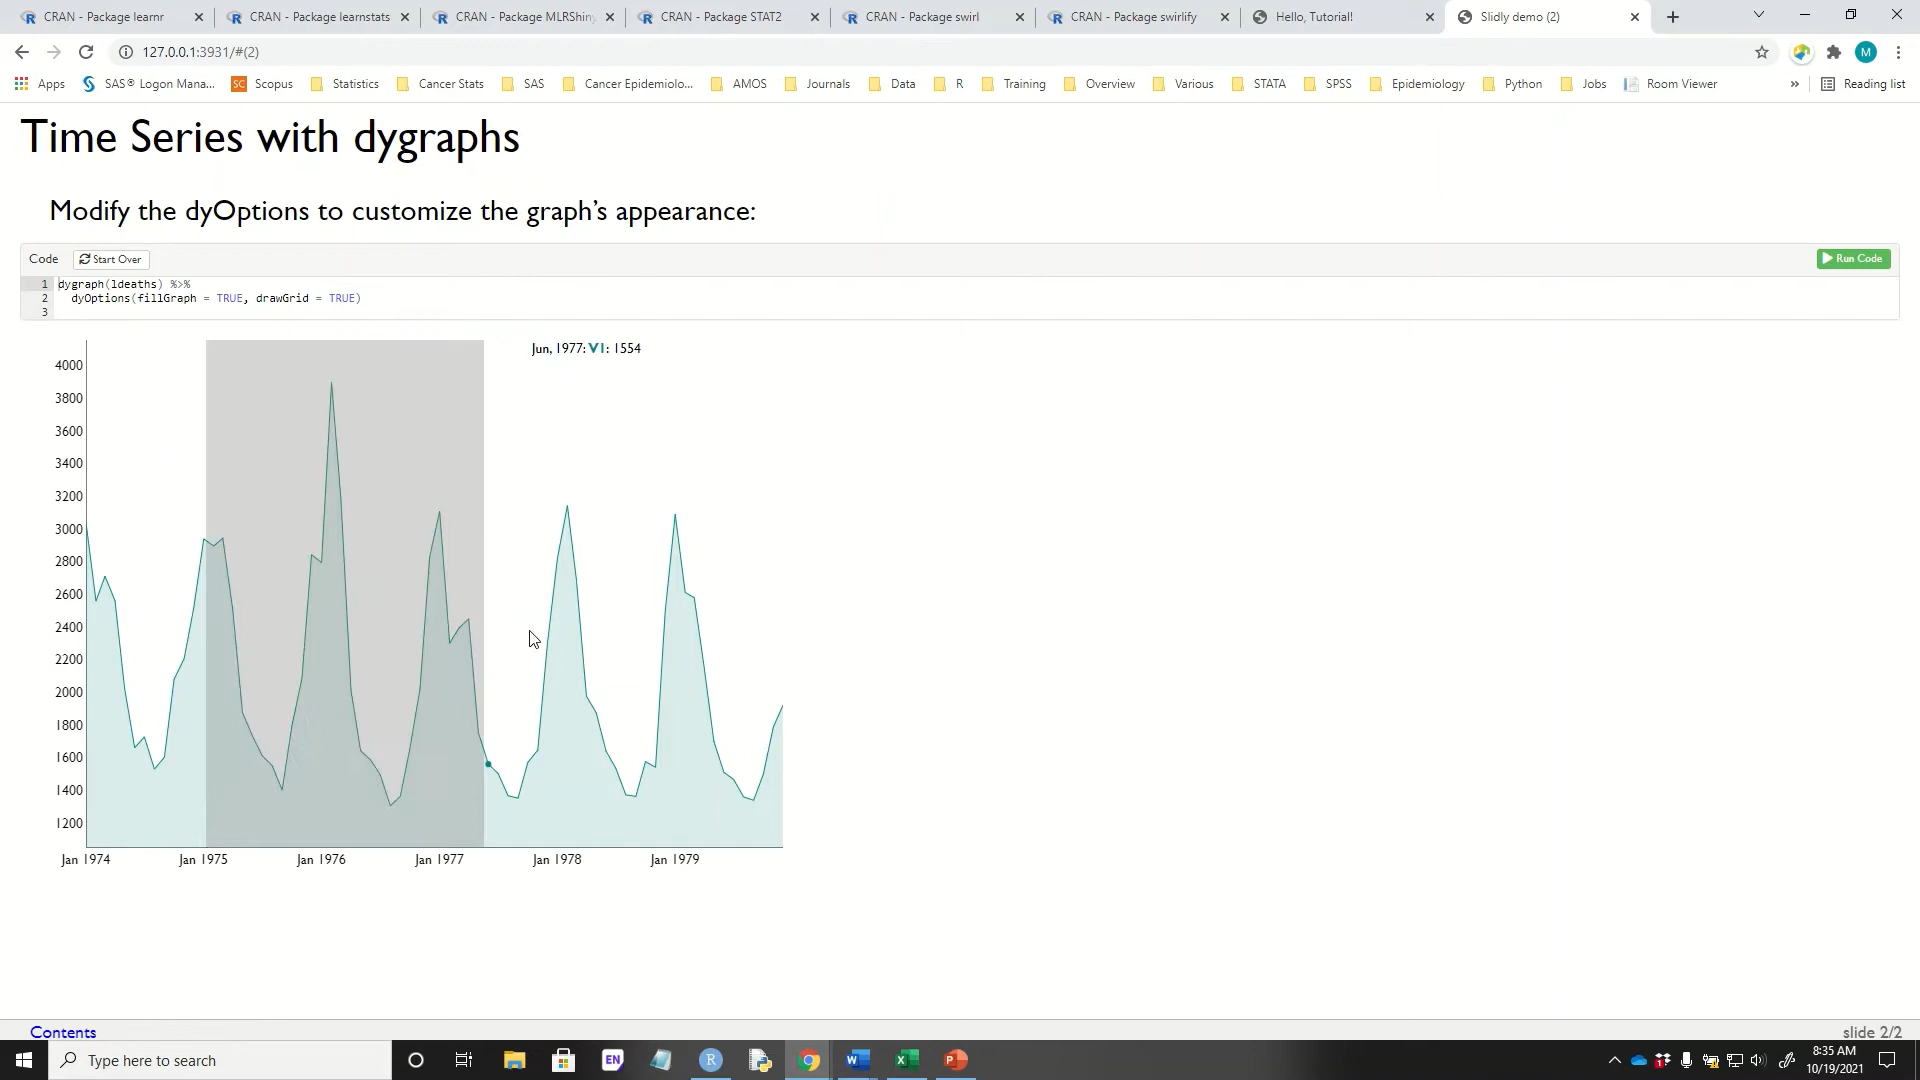 CRAN - Package learnr
CRAN - Package learnstats
CRAN - Package MLRShiny
CRAN - Package STAT2
CRAN - Package swirl
CRAN - Package swirlify
Hello, Tutorial!
Slidly demo (2)
127.0.0.1:3931/#(2)
M
Apps
SAS® Logon Mana...
SC Scopus
Statistics
Cancer Stats
SAS
Cancer Epidemiolo...
AMOS
Journals
Data
R
Training
Overview
Various
STATA
SPSS
Epidemiology
Python
Jobs
Room Viewer
»
Reading list
Time Series with dygraphs
Modify the dyOptions to customize the graph's appearance:
Code
Start Over
Run Code
1 dygraph(ldeaths) %>%
2 dyOptions(fillGraph = TRUE, drawGrid = TRUE)
3
Jun, 1977: V1: 1554
4000
3800
3600
3400
3200
3000
2800
2600
2400
2200
2000
1800
1600
1400
1200
Jan 1974 Jan 1975 Jan 1976 Jan 1977 Jan 1978 Jan 1979
Contents
slide 2/2
Type here to search
EN
8:35 AM
10/19/2021